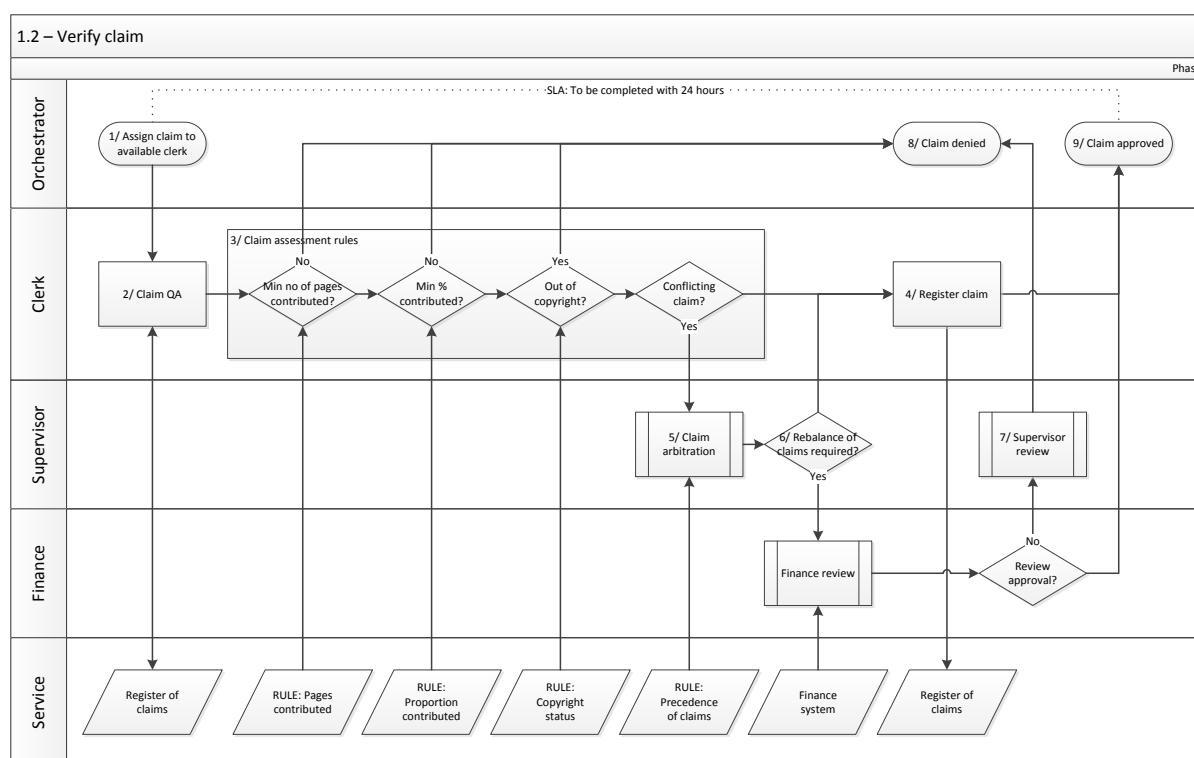 1.2 – Verify claim
Phas
Orchestrator
SLA: To be completed with 24 hours
1/ Assign claim to
available clerk
8/ Claim denied
9/ Claim approved
Clerk
3/ Claim assessment rules
2/ Claim QA
No
Min no of pages
contributed?
No
Min %
contributed?
Yes
Out of
copyright?
Conflicting
claim?
Yes
4/ Register claim
Supervisor
5/ Claim
arbitration
6/ Rebalance of
claims required?
Yes
7/ Supervisor
review
Finance
Finance review
No
Review
approval?
Service
Register of
claims
RULE: Pages
contributed
RULE:
Proportion
contributed
RULE:
Copyright
status
RULE:
Precedence
of claims
Finance
system
Register of
claims